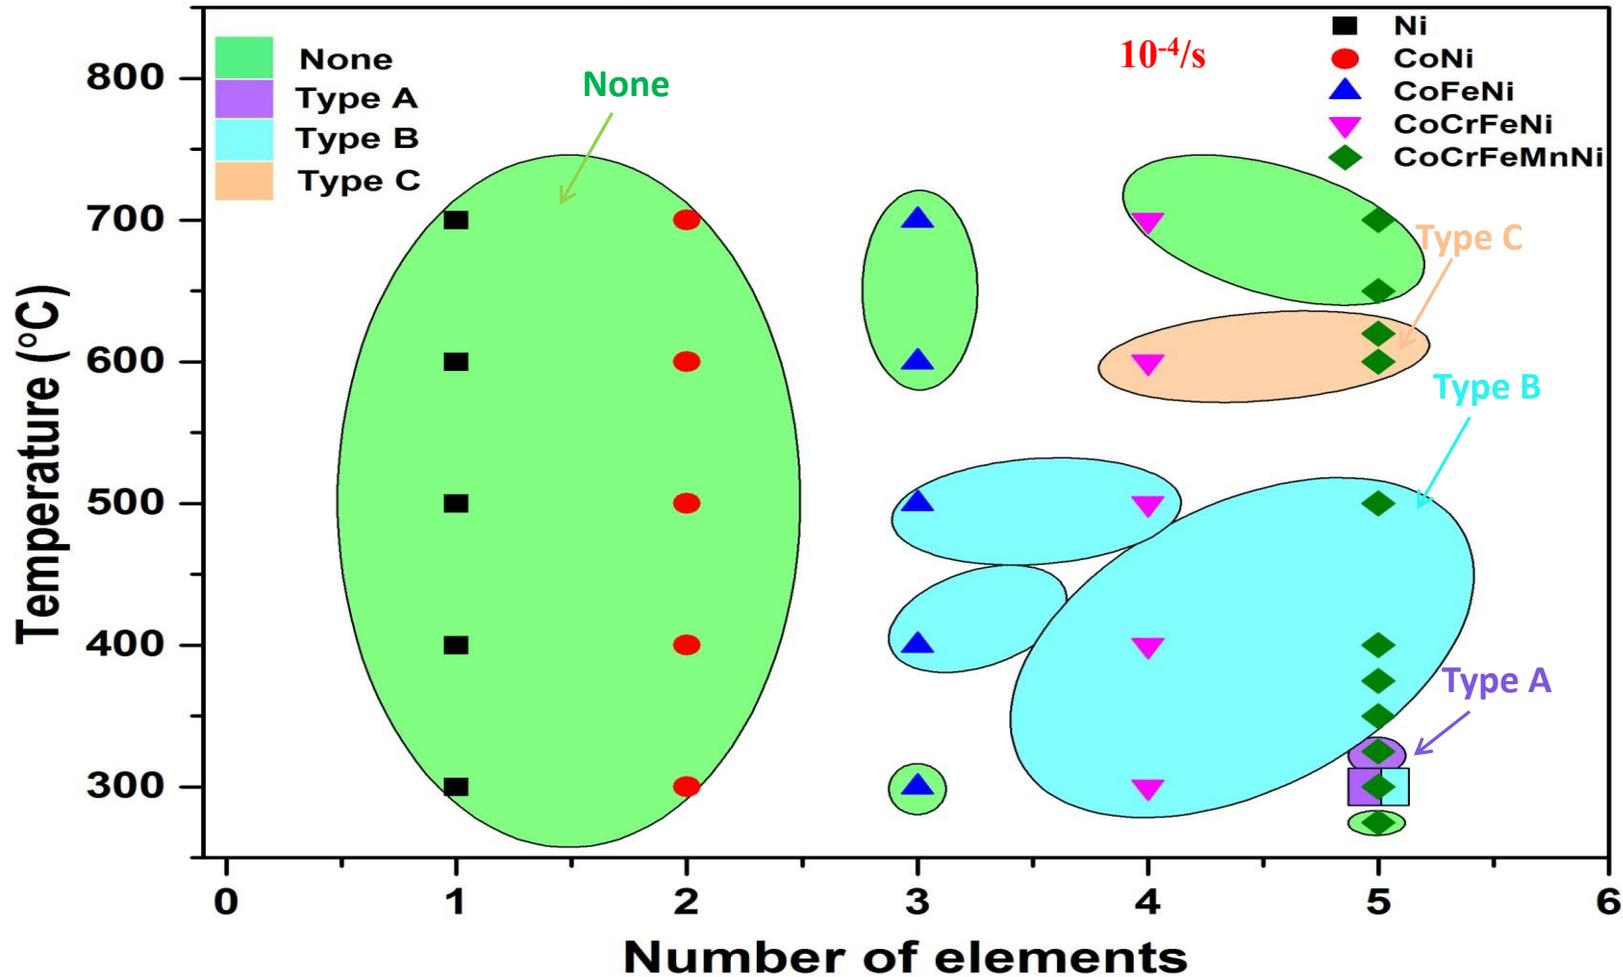 None
Type A
Type B
Type C
None
10⁻⁴/s
Ni
CoNi
CoFeNi
CoCrFeNi
CoCrFeMnNi
Type C
Type B
Type A
Temperature (°C)
800
700
600
500
400
300
0 1 2 3 4 5 6
Number of elements